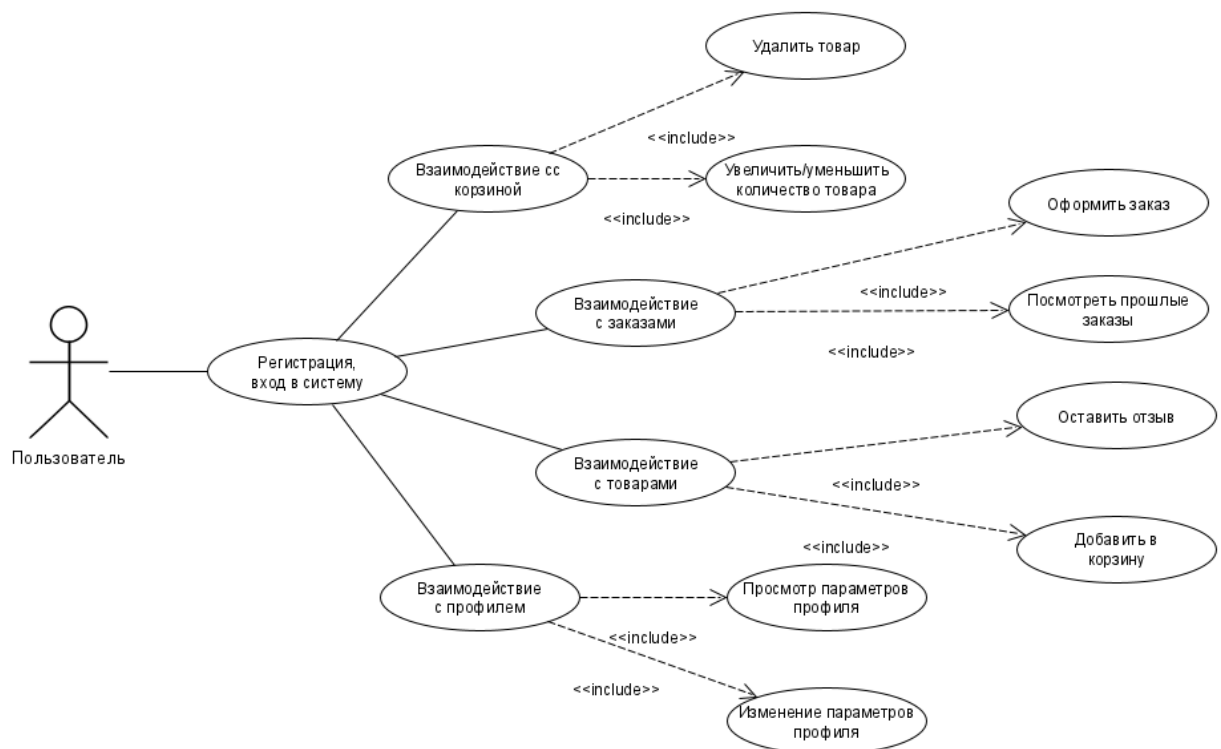 Удалить товар
<<include>>
Взаимодействие сс
корзиной
Увеличить/уменьшить
количество товара
<<include>>
Оформить заказ
Взаимодействие
с заказами
<<include>>
Посмотреть прошлые
заказы
<<include>>
Регистрация,
вход в систему
Пользователь
Оставить отзыв
Взаимодействие
с товарами
<<include>>
Добавить в
корзину
<<include>>
Взаимодействие
с профилем
Просмотр параметров
профиля
<<include>>
<<include>>
Изменение параметров
профиля